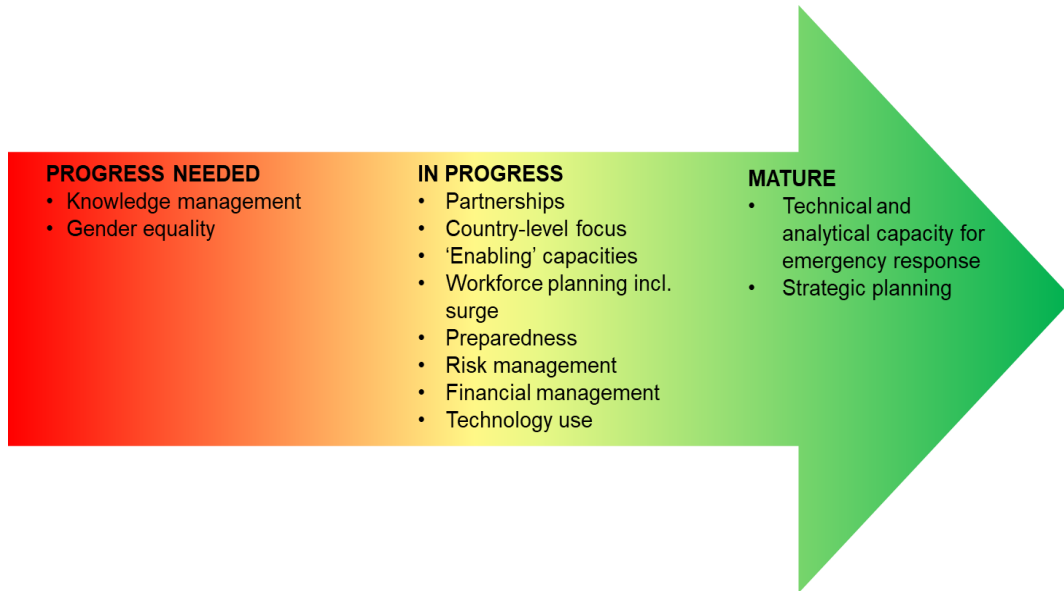 PROGRESS NEEDED
• Knowledge management
• Gender equality
IN PROGRESS
• Partnerships
• Country-level focus
• ‘Enabling’ capacities
• Workforce planning incl.
surge
• Preparedness
• Risk management
• Financial management
• Technology use
MATURE
• Technical and
analytical capacity for
emergency response
• Strategic planning